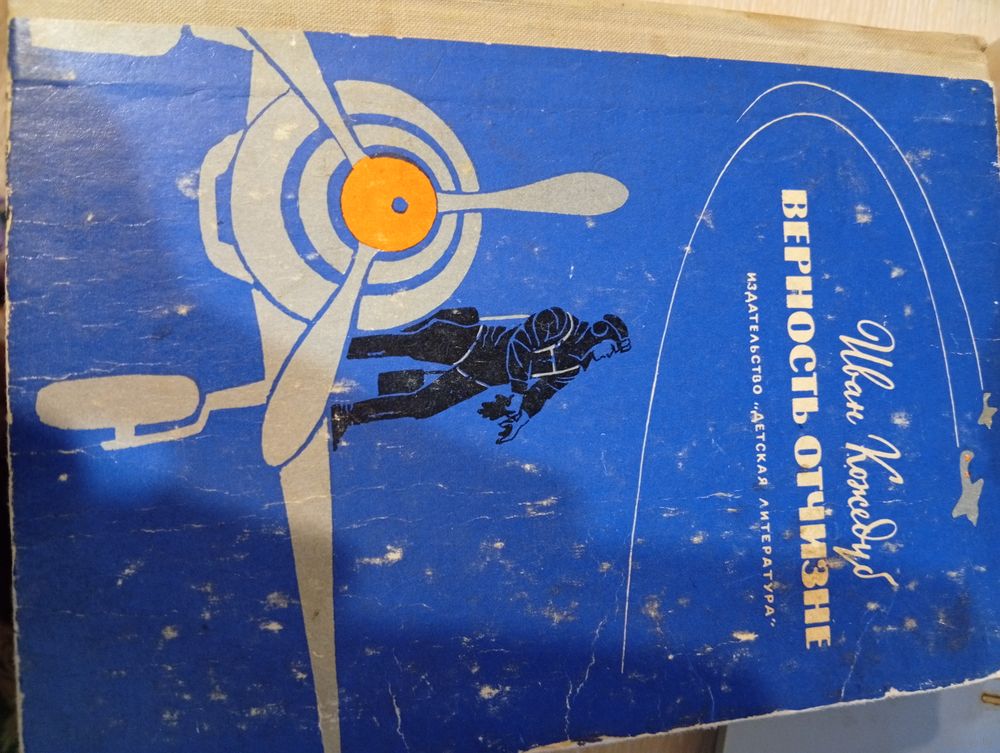 Иван Кожедуб
ВЕРНОСТЬ ОТЧИЗНЕ
ИЗДАТЕЛЬСТВО „ДЕТСКАЯ ЛИТЕРАТУРА"